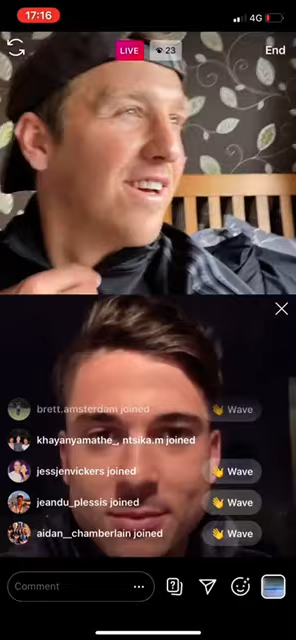 17:16
4G
LIVE
23
End
brett.amsterdam joined
Wave
khayanyamathe_, ntsika.m joined
jessjenvickers joined
Wave
jeandu_plessis joined
Wave
aidan__chamberlain joined
Wave
Comment